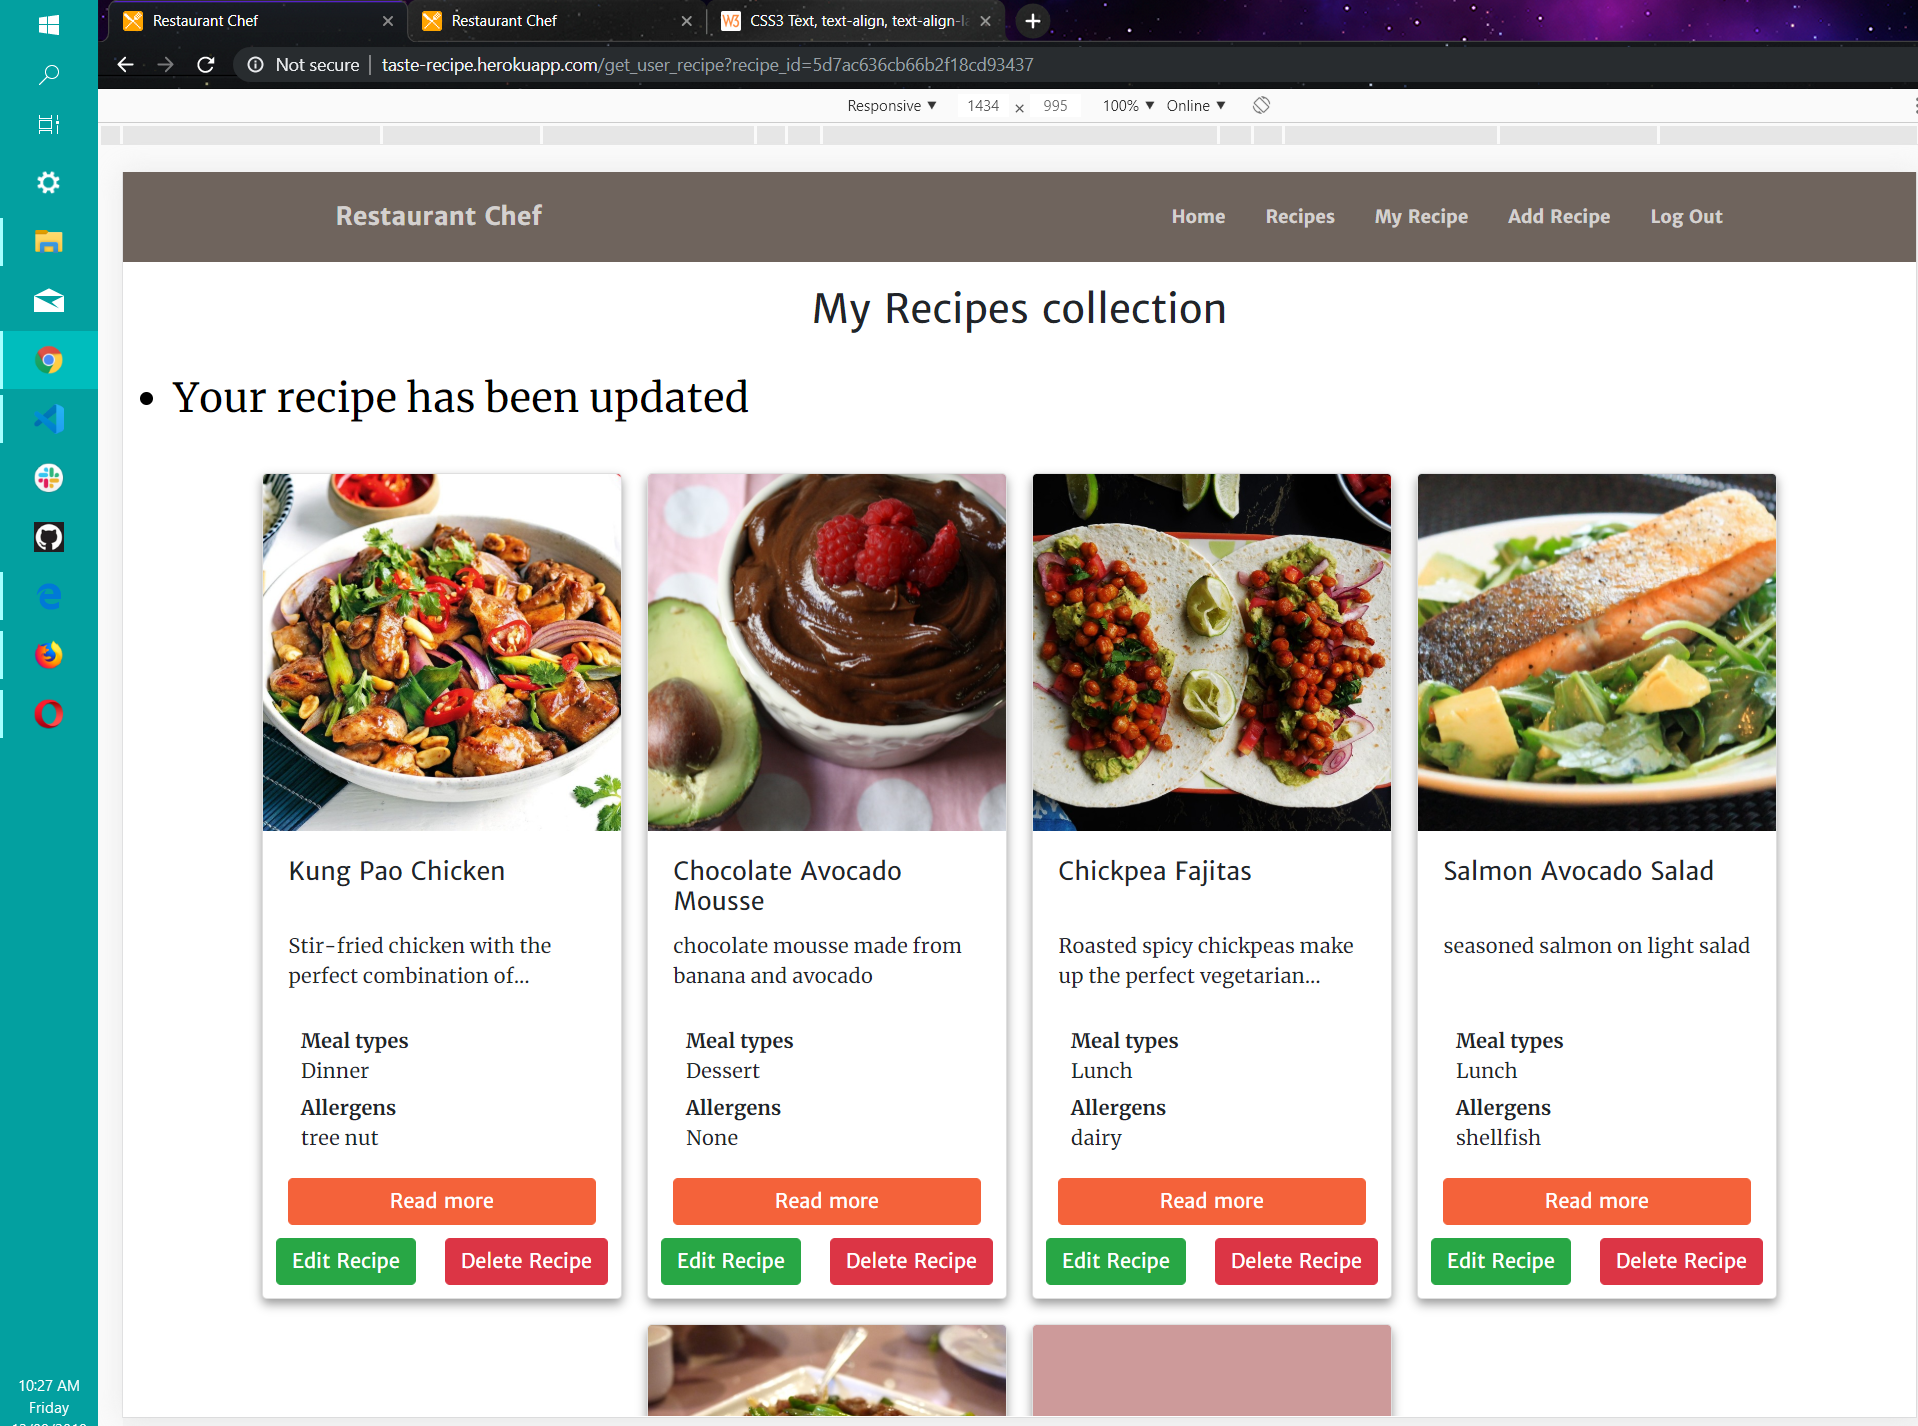 Restaurant Chef
Restaurant Chef
CSS3 Text, text-align, text-align-la
Not secure
taste-recipe.herokuapp.com/get_user_recipe?recipe_id=5d7ac636cb66b2f18cd93437
Responsive ▼ 1434 × 995 100% ▼ Online ▼
Restaurant Chef
Home Recipes My Recipe Add Recipe Log Out
My Recipes collection
• Your recipe has been updated
Kung Pao Chicken
Stir-fried chicken with the
perfect combination of...
Meal types
Dinner
Allergens
tree nut
Read more
Edit Recipe Delete Recipe
Chocolate Avocado
Mousse
chocolate mousse made from
banana and avocado
Meal types
Dessert
Allergens
None
Read more
Edit Recipe Delete Recipe
Chickpea Fajitas
Roasted spicy chickpeas make
up the perfect vegetarian...
Meal types
Lunch
Allergens
dairy
Read more
Edit Recipe Delete Recipe
Salmon Avocado Salad
seasoned salmon on light salad
Meal types
Lunch
Allergens
shellfish
Read more
Edit Recipe Delete Recipe
10:27 AM
Friday